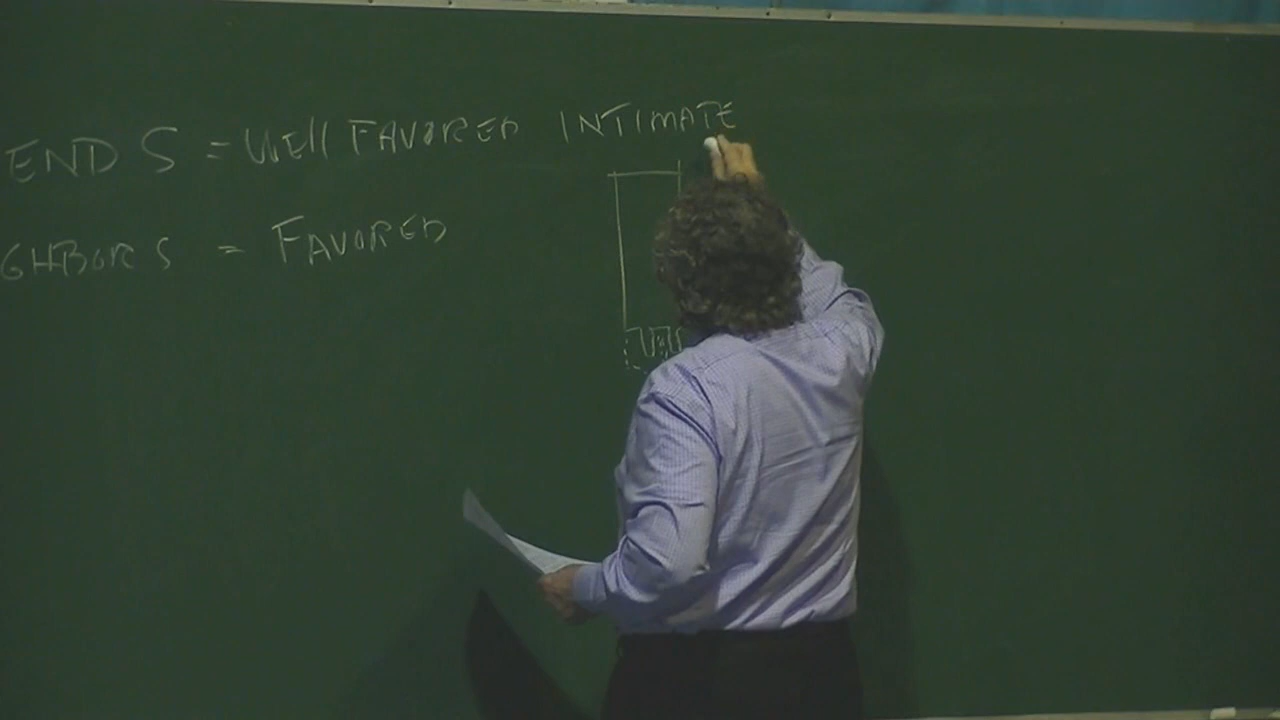 END S = WEll FAVORED INTIMATE
GHBORS = FAVORED